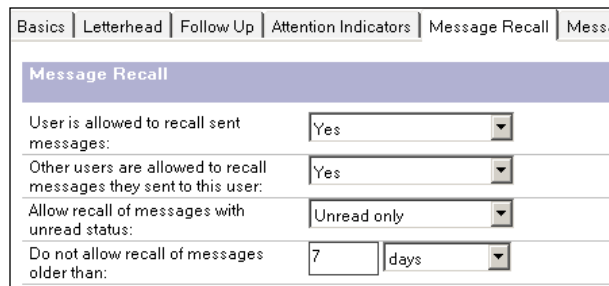 Basics Letterhead Follow Up Attention Indicators Message Recall
Message Recall
User is allowed to recall sent
messages:
Yes
Other users are allowed to recall
messages they sent to this user:
Yes
Allow recall of messages with
unread status:
Unread only
Do not allow recall of messages
older than:
7 days